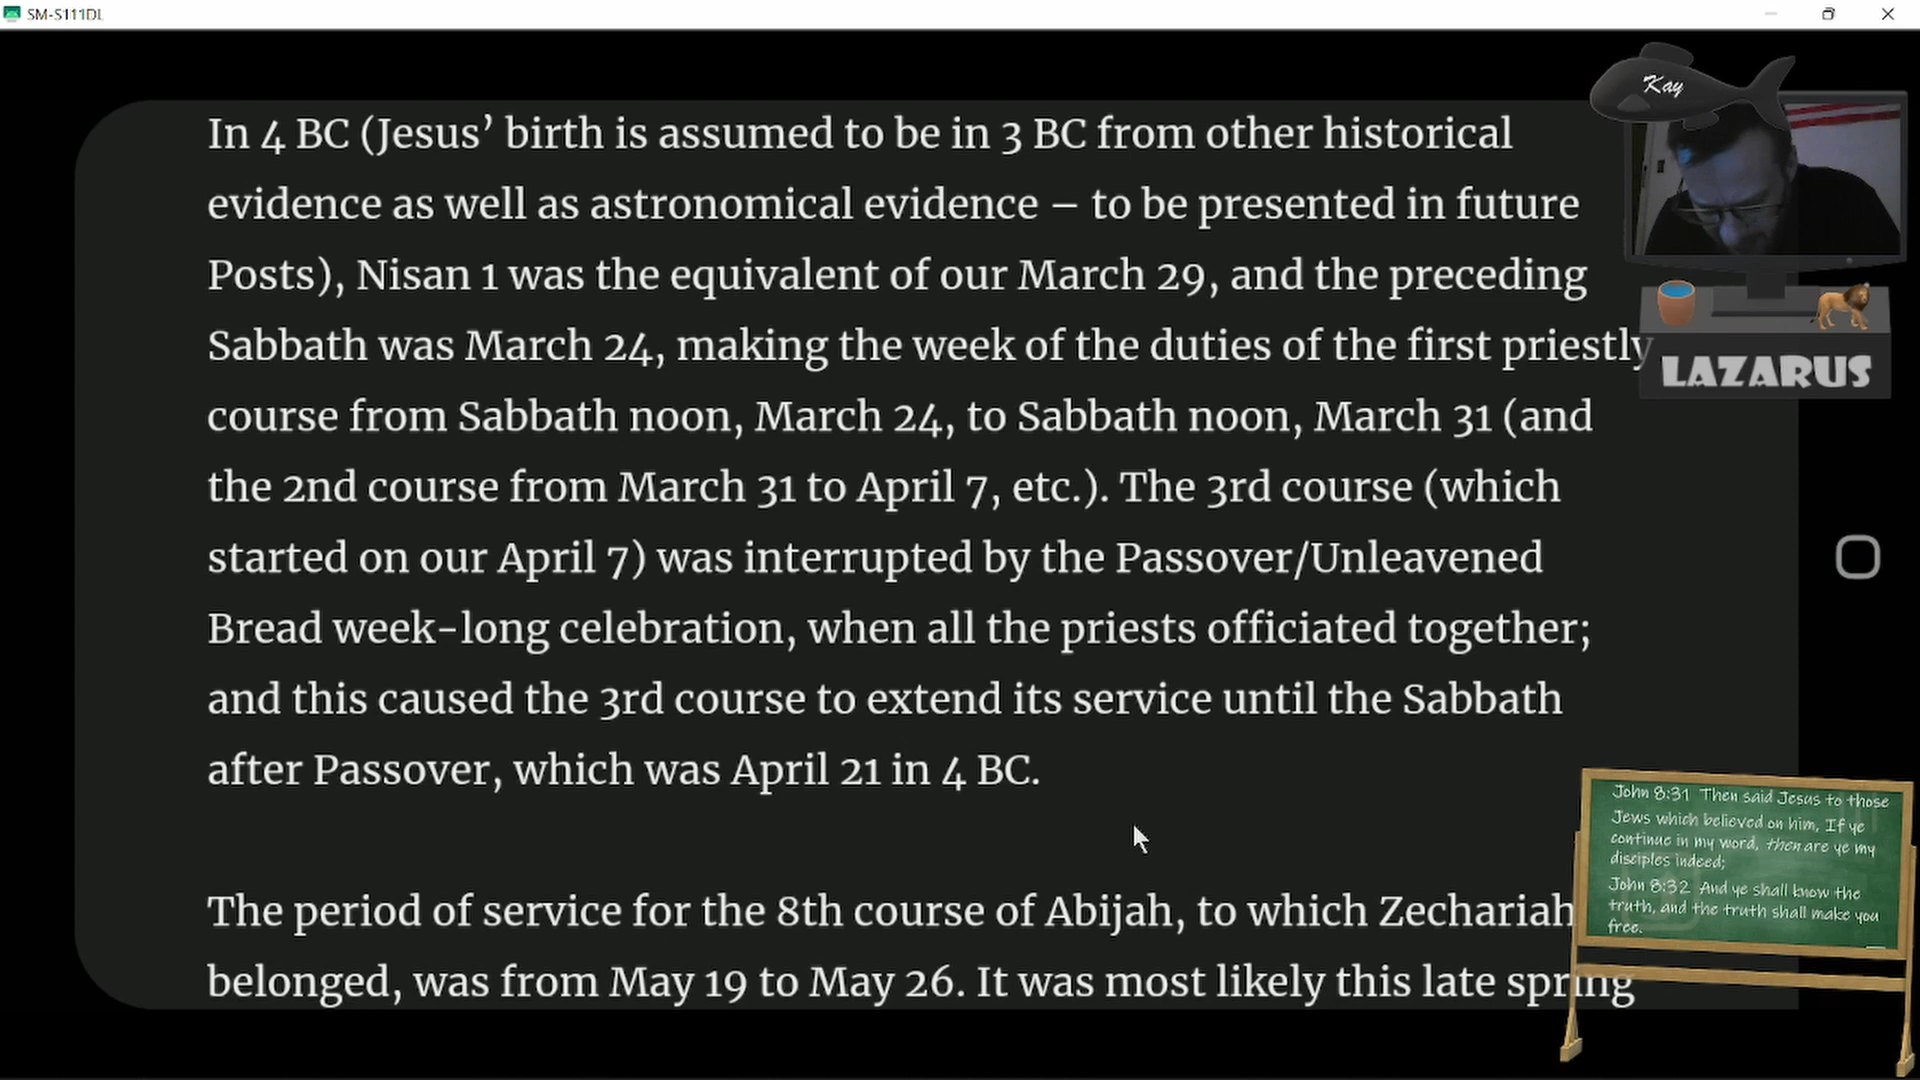 SM-S111DL
In 4 BC (Jesus’ birth is assumed to be in 3 BC from other historical
evidence as well as astronomical evidence – to be presented in future
Posts), Nisan 1 was the equivalent of our March 29, and the preceding
Sabbath was March 24, making the week of the duties of the first priestly
course from Sabbath noon, March 24, to Sabbath noon, March 31 (and
the 2nd course from March 31 to April 7, etc.). The 3rd course (which
started on our April 7) was interrupted by the Passover/Unleavened
Bread week-long celebration, when all the priests officiated together;
and this caused the 3rd course to extend its service until the Sabbath
after Passover, which was April 21 in 4 BC.
The period of service for the 8th course of Abijah, to which Zechariah
belonged, was from May 19 to May 26. It was most likely this late spring
Kay
LAZARUS
John 8:31 Then said Jesus to those
Jews which believed on him, If ye
continue in my word, then are ye my
disciples indeed;
John 8:32 And ye shall know the
truth, and the truth shall make you
free.